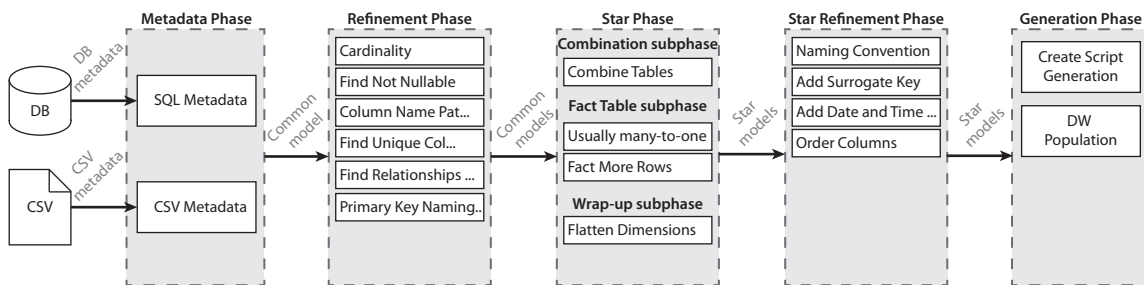 Metadata Phase
Refinement Phase
Star Phase
Star Refinement Phase
Generation Phase
DB
CSV
DB
metadata
CSV
metadata
SQL Metadata
CSV Metadata
Common
model
Cardinality
Find Not Nullable
Column Name Pat...
Find Unique Col...
Find Relationships ...
Primary Key Naming..
Common
models
Combination subphase
Combine Tables
Fact Table subphase
Usually many-to-one
Fact More Rows
Wrap-up subphase
Flatten Dimensions
Star
models
Naming Convention
Add Surrogate Key
Add Date and Time ...
Order Columns
Star
models
Create Script
Generation
DW
Population